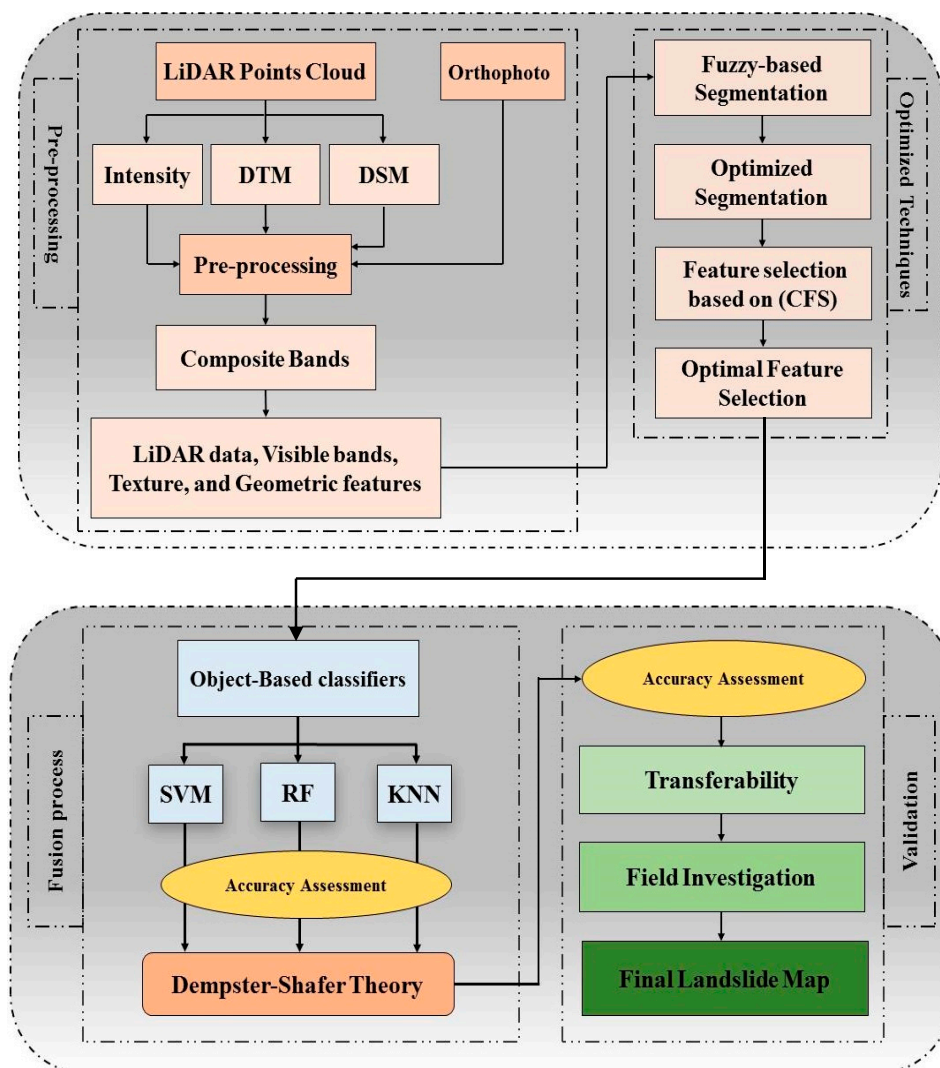 Pre-processing
LiDAR Points Cloud
Orthophoto
Intensity
DTM
DSM
Pre-processing
Composite Bands
LiDAR data, Visible bands,
Texture, and Geometric features
Fuzzy-based
Segmentation
Optimized
Segmentation
Feature selection
based on (CFS)
Optimal Feature
Selection
Optimized Techniques
Fusion process
Object-Based classifiers
SVM
RF
KNN
Accuracy Assessment
Dempster-Shafer Theory
Accuracy Assessment
Transferability
Field Investigation
Final Landslide Map
Validation